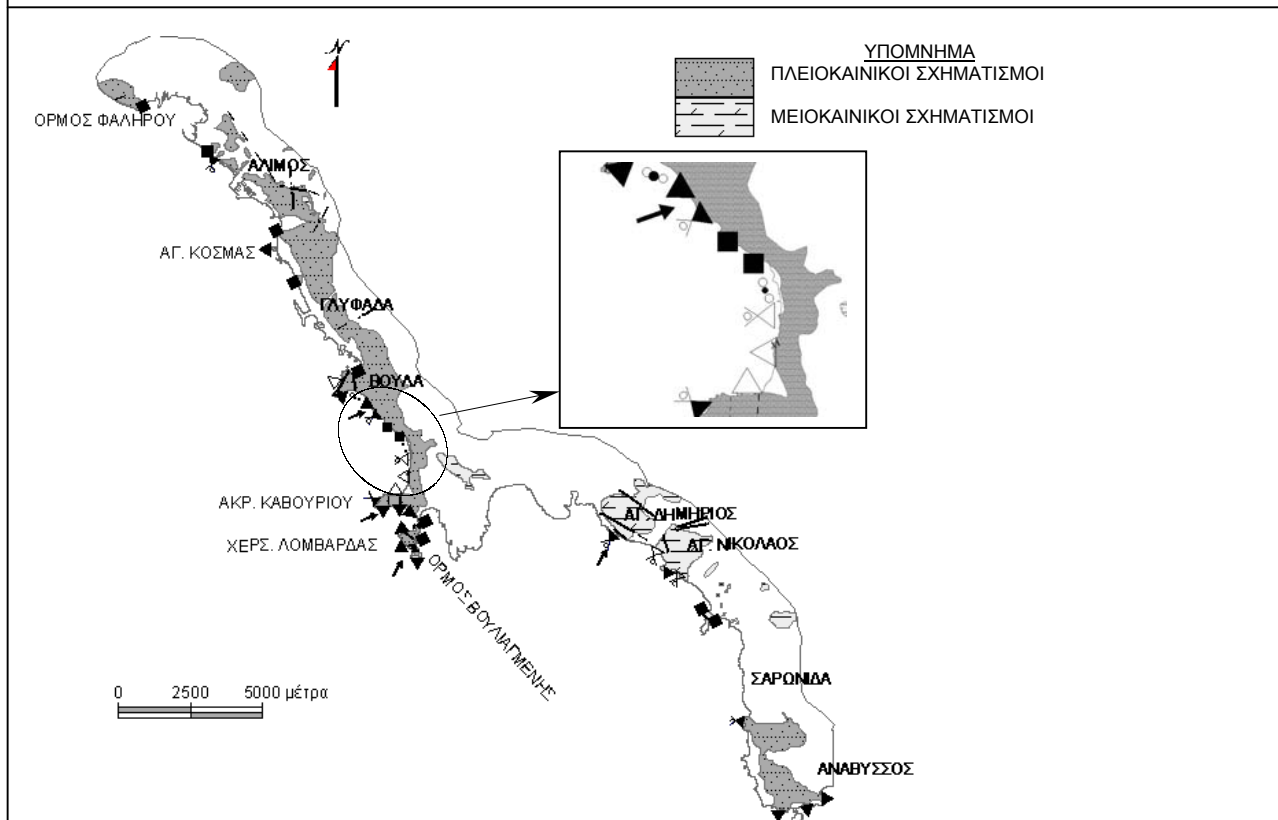 N
ΥΠΟΜΝΗΜΑ
ΠΛΕΙΟΚΑΙΝΙΚΟΙ ΣΧΗΜΑΤΙΣΜΟΙ
ΜΕΙΟΚΑΙΝΙΚΟΙ ΣΧΗΜΑΤΙΣΜΟΙ
ΟΡΜΟΣ ΦΑΛΗΡΟΥ
ΑΛΙΜΟΣ
ΑΓ. ΚΟΣΜΑΣ
ΓΛΥΦΑΔΑ
ΒΟΥΛΑ
ΑΚΡ. ΚΑΒΟΥΡΙΟΥ
ΧΕΡΣ. ΛΟΜΒΑΡΔΑΣ
ΟΡΜΟΣ ΒΟΥΛΙΑΓΜΕΝΗΣ
ΑΓ. ΔΗΜΗΡΙΟΣ
ΑΓ. ΝΙΚΟΛΑΟΣ
ΣΑΡΩΝΙΔΑ
ΑΝΑΒΥΣΣΟΣ
0 2500 5000 μέτρα